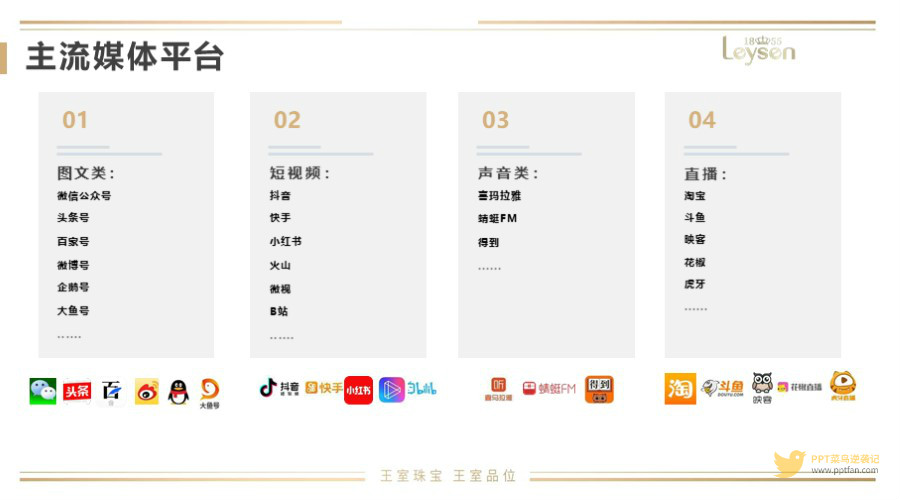 主流媒体平台
1855
Leysen
01
图文类：
微信公众号
头条号
百家号
微博号
企鹅号
大鱼号
......
02
短视频：
抖音
快手
小红书
火山
微视
B站
......
03
声音类：
喜玛拉雅
蜻蜓FM
得到
......
04
直播：
淘宝
斗鱼
映客
花椒
虎牙
......
头条
百
大鱼号
抖音
快手
小红书
听
喜马拉雅
蜻蜓FM
得到
淘
斗鱼
DOUYU.COM
映客
花椒直播
虎牙直播
王室珠宝 王室品位
PPT菜鸟逆袭记
www.pptfan.com